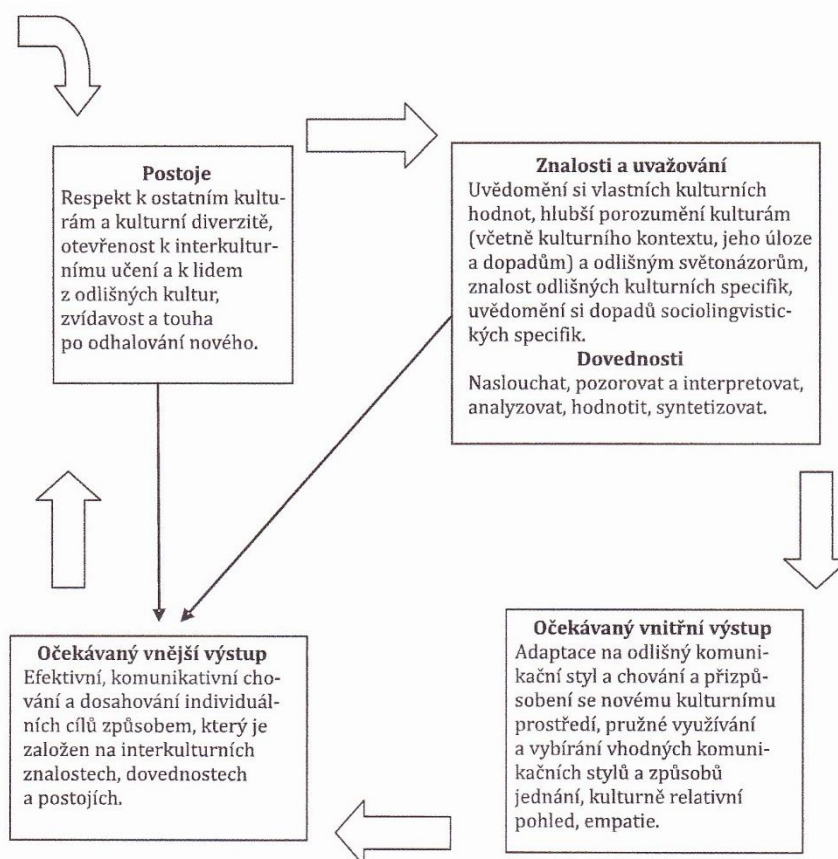 Postoje
Respekt k ostatním kultu-
rám a kulturní diverzitě,
otevřenost k interkultur-
nímu učení a k lidem
z odlišných kultur,
zvídavost a touha
po odhalování nového.
Znalosti a uvažování
Uvědomění si vlastních kulturních
hodnot, hlubší porozumění kulturám
(včetně kulturního kontextu, jeho úloze
a dopadům) a odlišným světonázorům,
znalost odlišných kulturních specifik,
uvědomění si dopadů sociolingvistic-
kých specifik.
Dovednosti
Naslouchat, pozorovat a interpretovat,
analyzovat, hodnotit, syntetizovat.
Očekávaný vnější výstup
Efektivní, komunikativní cho-
vání a dosahování individuál-
ních cílů způsobem, který je
založen na interkulturních
znalostech, dovednostech
a postojích.
Očekávaný vnitřní výstup
Adaptace na odlišný komuni-
kační styl a chování a přizpů-
sobení se novému kulturnímu
prostředí, pružné využívání
a vybírání vhodných komuni-
kačních stylů a způsobů
jednání, kulturně relativní
pohled, empatie.